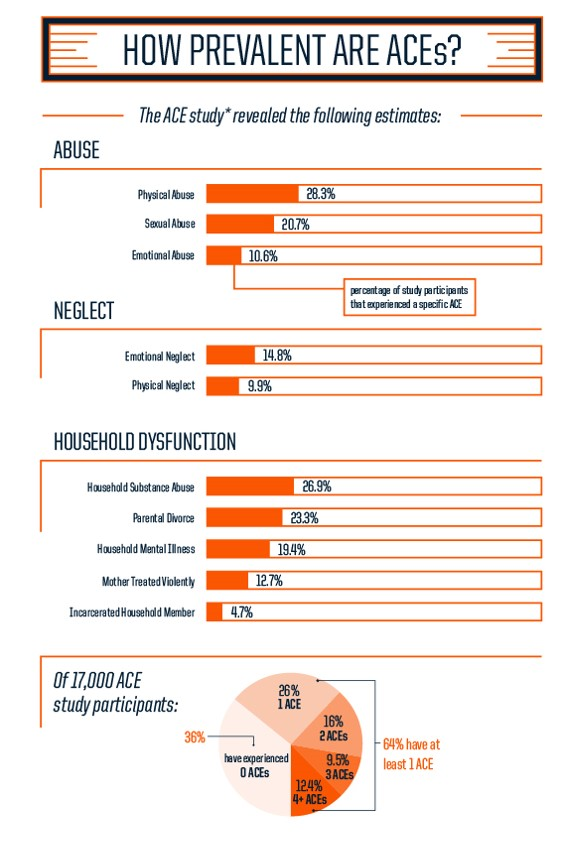 HOW PREVALENT ARE ACEs?
The ACE study* revealed the following estimates:
ABUSE
Physical Abuse 28.3%
Sexual Abuse 20.7%
Emotional Abuse 10.6%
percentage of study participants
that experienced a specific ACE
NEGLECT
Emotional Neglect 14.8%
Physical Neglect 9.9%
HOUSEHOLD DYSFUNCTION
Household Substance Abuse 26.9%
Parental Divorce 23.3%
Household Mental Illness 19.4%
Mother Treated Violently 12.7%
Incarcerated Household Member 4.7%
Of 17,000 ACE
study participants:
36%
have experienced
0 ACEs
26%
1 ACE
16%
2 ACEs
9.5%
3 ACEs
12.4%
4+ ACEs
64% have at
least 1 ACE